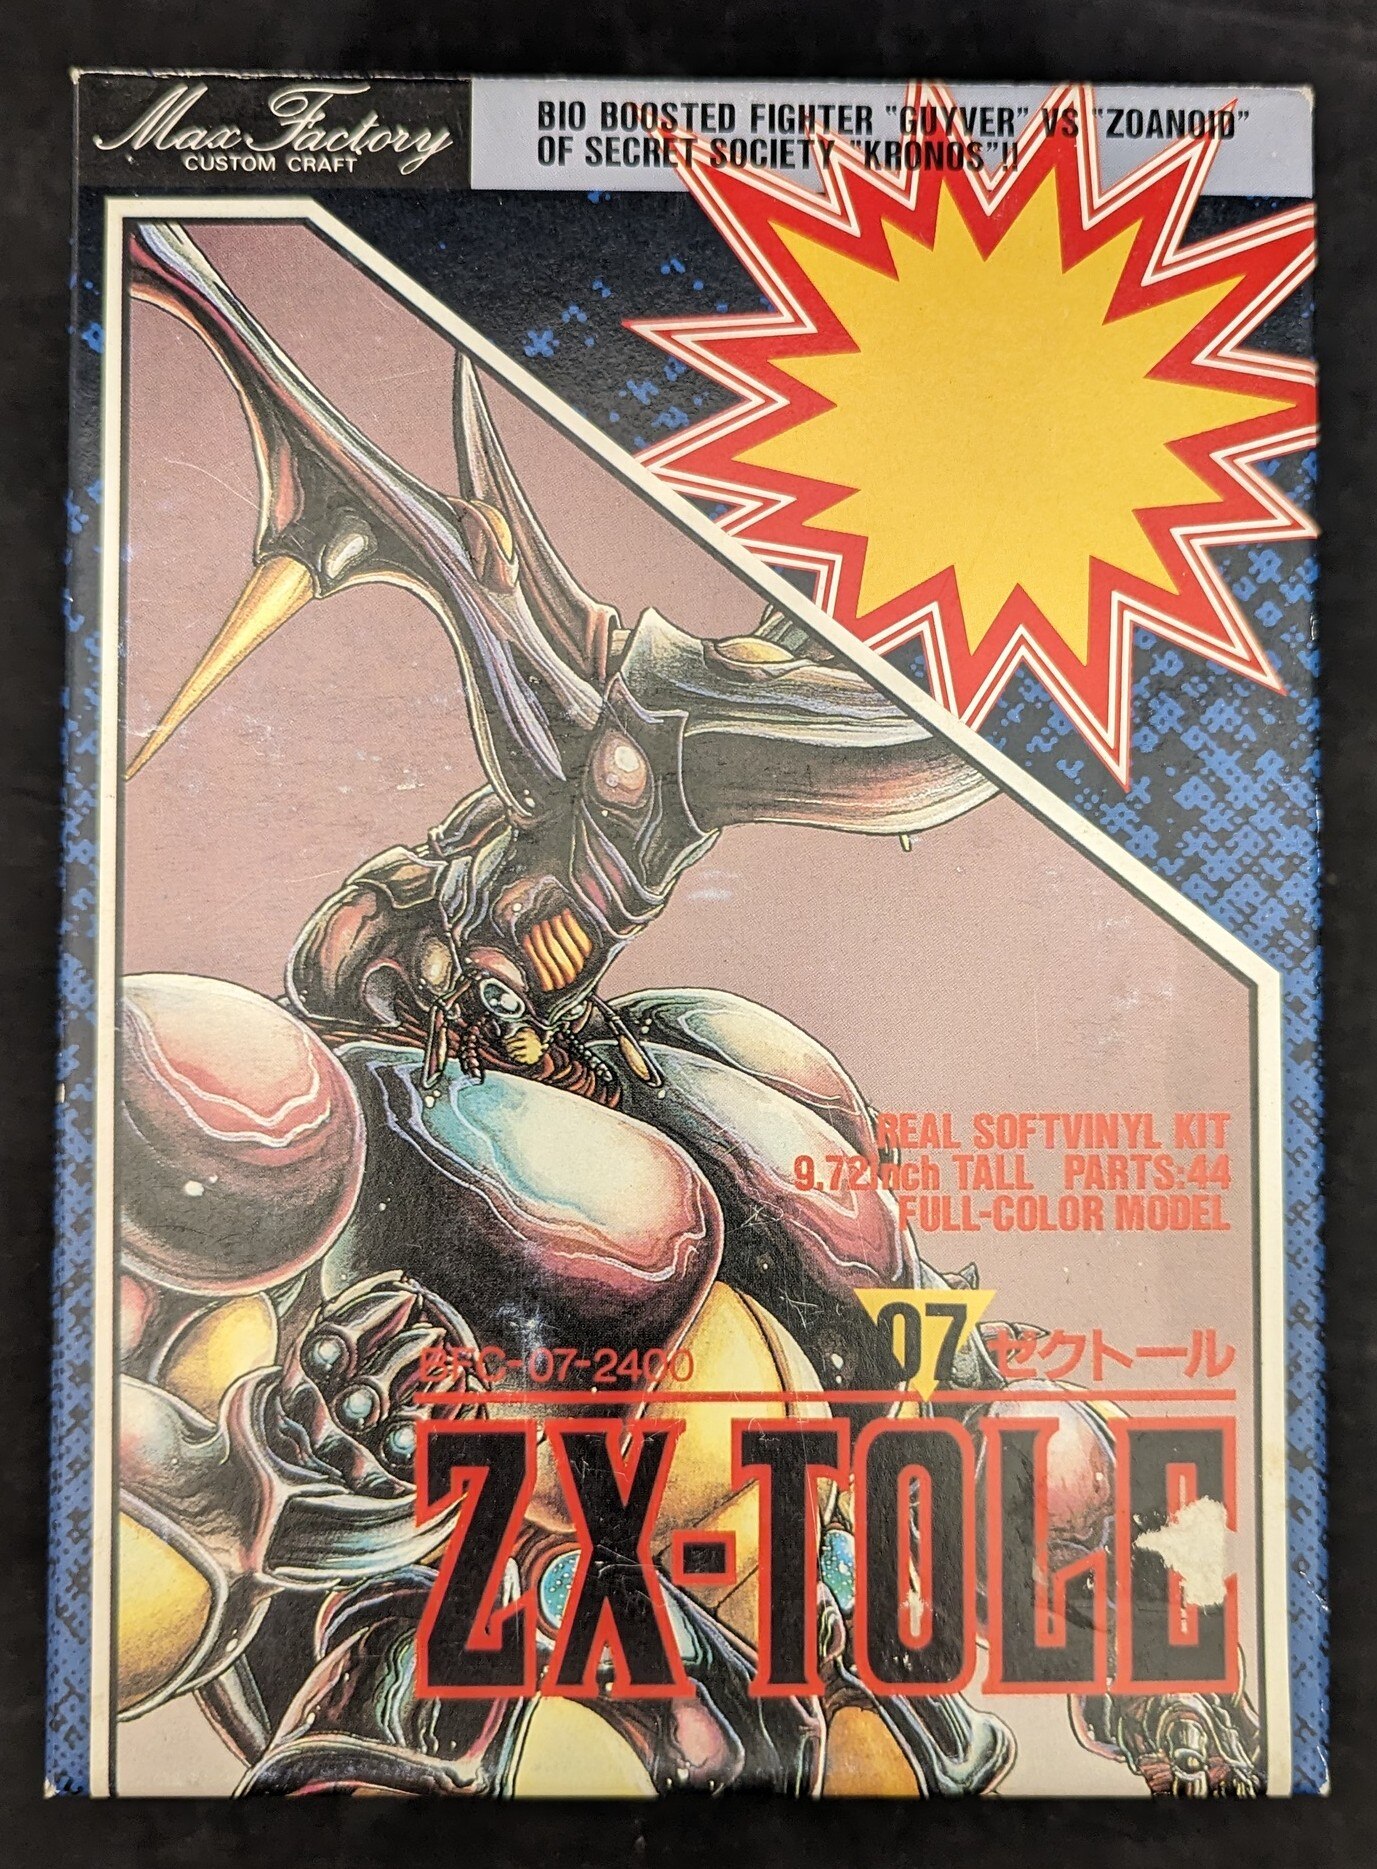 Max Factory
CUSTOM CRAFT
BIO BOOSTED FIGHTER "GUYVER" VS "ZOANOID"
OF SECRET SOCIETY "KRONOS"!!
REAL SOFTVINYL KIT
9,72inch TALL PARTS:44
FULL-COLOR MODEL
BFC-07-2400
07 ゼクトール
ZX-TOLE